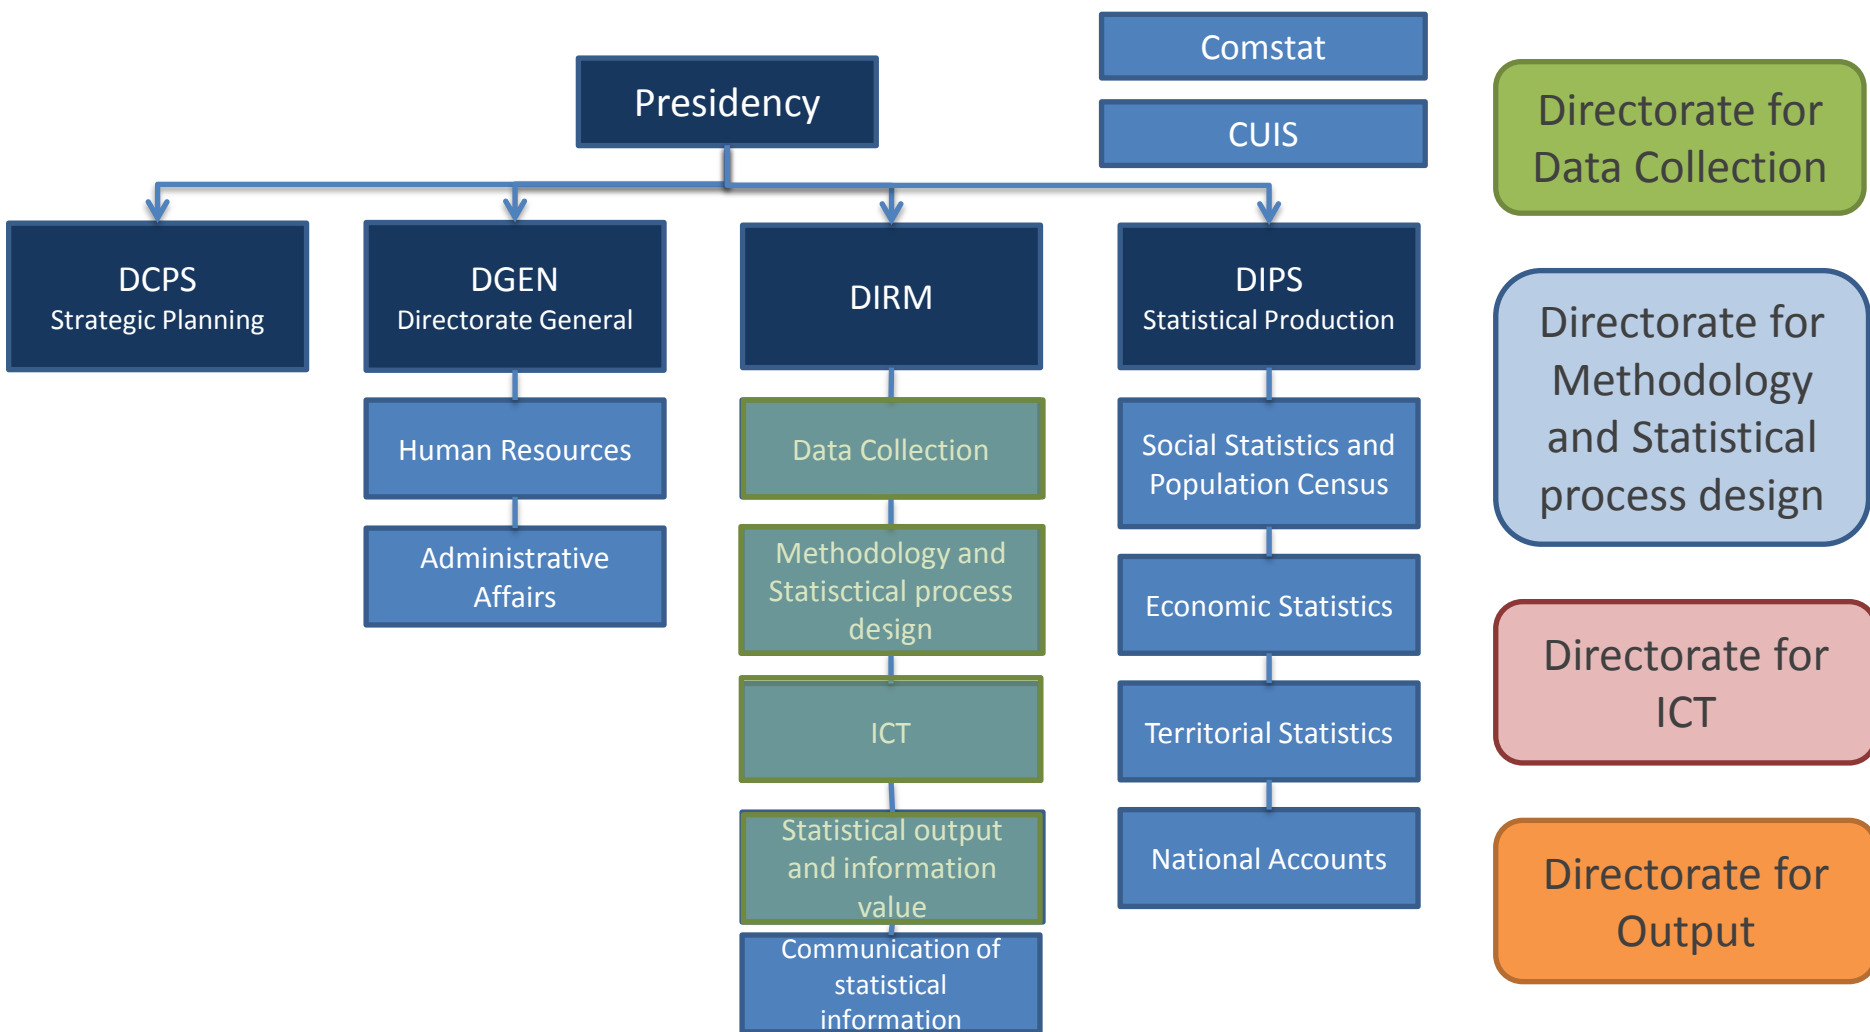 Comstat
Presidency
CUIS
DCPS
Strategic Planning
DGEN
Directorate General
DIRM
DIPS
Statistical Production
Human Resources
Administrative
Affairs
Data Collection
Methodology and
Statisctical process
design
ICT
Statistical output
and information
value
Communication of
statistical
information
Social Statistics and
Population Census
Economic Statistics
Territorial Statistics
National Accounts
Directorate for
Data Collection
Directorate for
Methodology
and Statistical
process design
Directorate for
ICT
Directorate for
Output